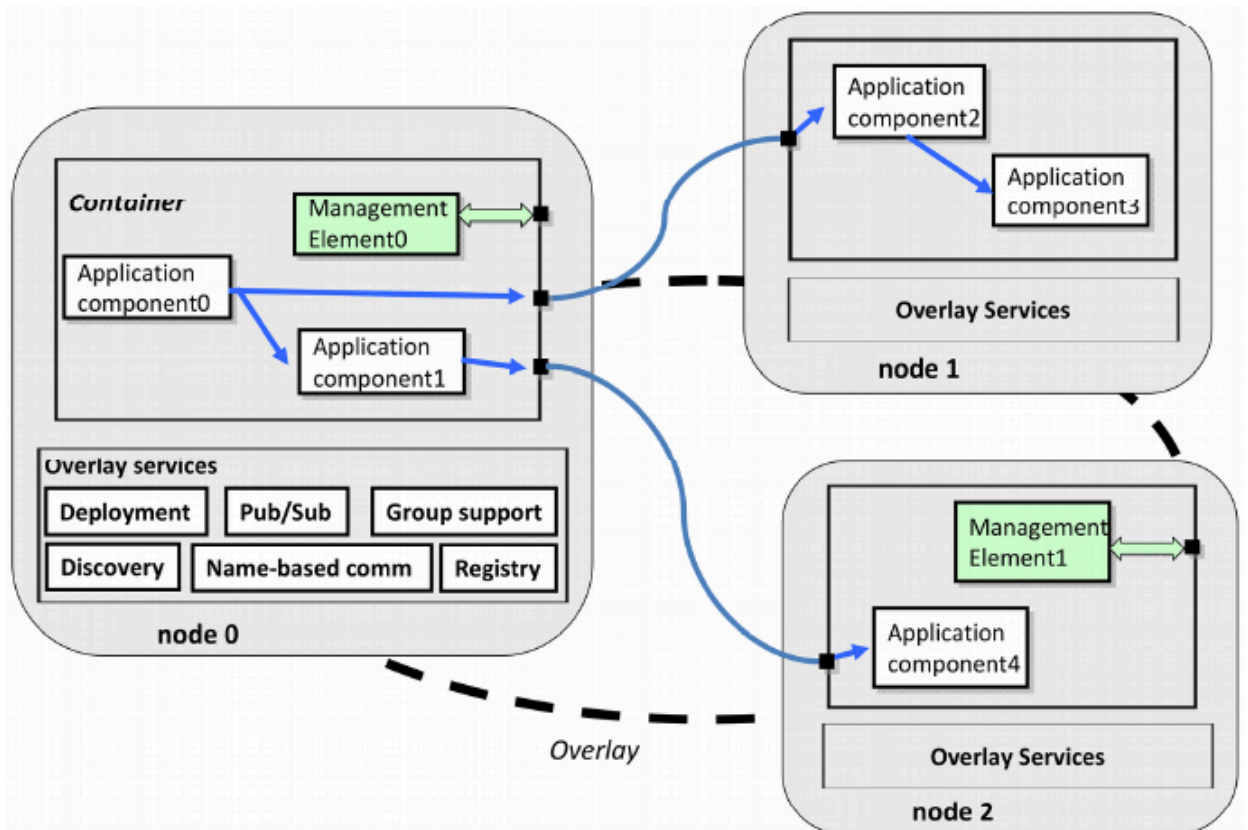 Container
Management
Element0
Application
component0
Application
component1
Overlay services
Deployment
Pub/Sub
Group support
Discovery
Name-based comm
Registry
node 0
Application
component2
Application
component3
Overlay Services
node 1
Management
Element1
Application
component4
Overlay Services
node 2
Overlay